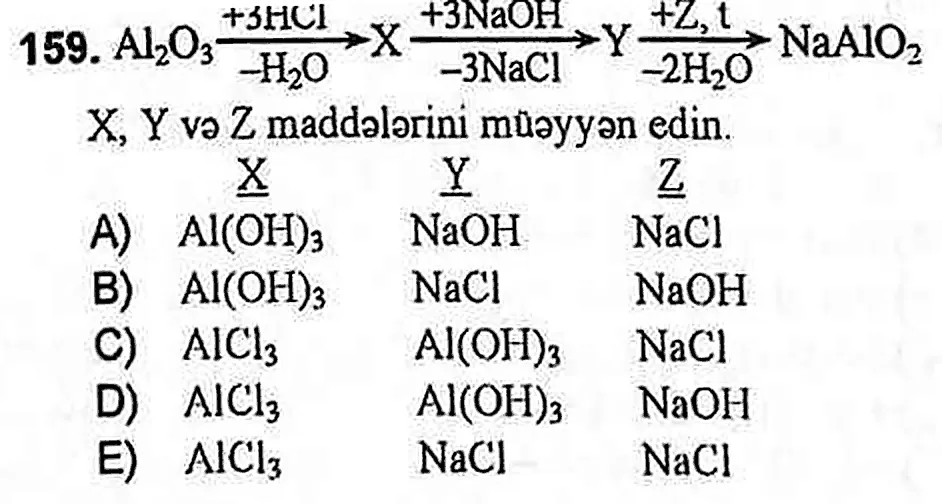 159. Al₂O₃ —(+3HCl / –H₂O)→ X —(+3NaOH / –3NaCl)→ Y —(+Z, t / –2H₂O)→ NaAlO₂
X, Y və Z maddələrini müəyyən edin.
X Y Z
A) Al(OH)₃ NaOH NaCl
B) Al(OH)₃ NaCl NaOH
C) AlCl₃ Al(OH)₃ NaCl
D) AlCl₃ Al(OH)₃ NaOH
E) AlCl₃ NaCl NaCl